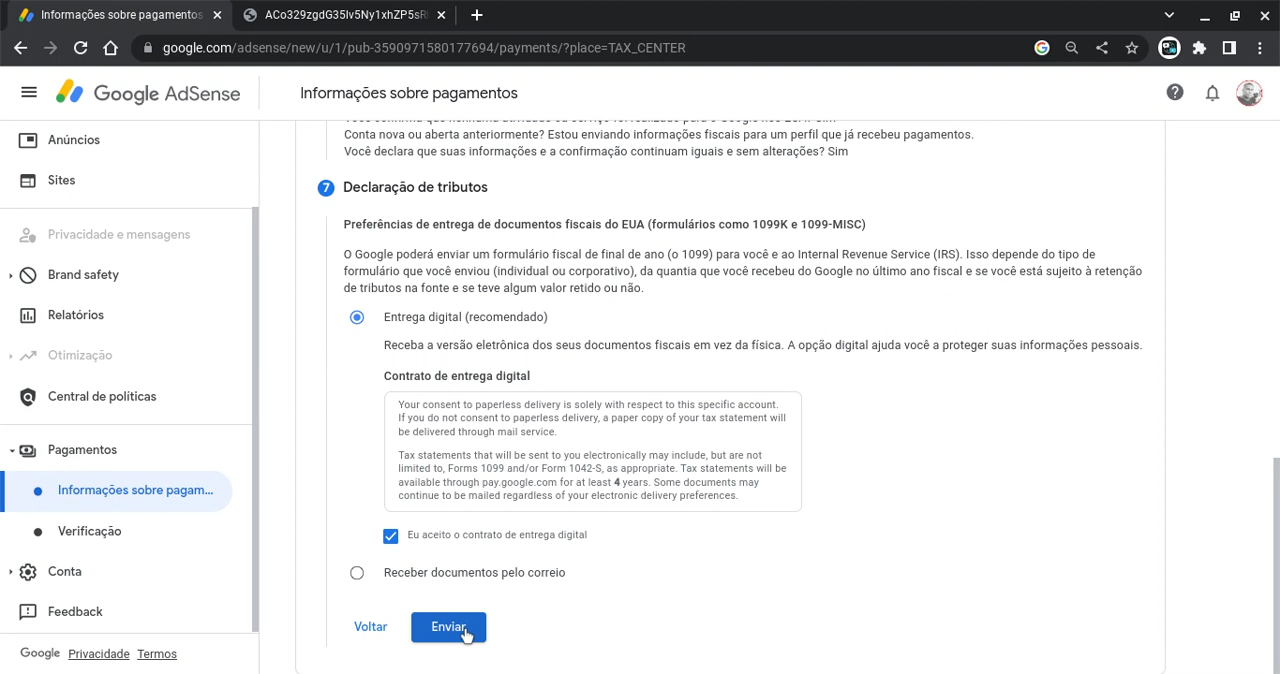 Informações sobre pagamentos
ACo329zgdG35lv5Ny1xhZP5sR
google.com/adsense/new/u/1/pub-3590971580177694/payments/?place=TAX_CENTER
Google AdSense
Informações sobre pagamentos
Anúncios
Sites
Privacidade e mensagens
Brand safety
Relatórios
Otimização
Central de políticas
Pagamentos
Informações sobre pagam...
Verificação
Conta
Feedback
Google Privacidade Termos
Conta nova ou aberta anteriormente? Estou enviando informações fiscais para um perfil que já recebeu pagamentos.
Você declara que suas informações e a confirmação continuam iguais e sem alterações? Sim
7 Declaração de tributos
Preferências de entrega de documentos fiscais do EUA (formulários como 1099K e 1099-MISC)
O Google poderá enviar um formulário fiscal de final de ano (o 1099) para você e ao Internal Revenue Service (IRS). Isso depende do tipo de
formulário que você enviou (individual ou corporativo), da quantia que você recebeu do Google no último ano fiscal e se você está sujeito à retenção
de tributos na fonte e se teve algum valor retido ou não.
Entrega digital (recomendado)
Receba a versão eletrônica dos seus documentos fiscais em vez da física. A opção digital ajuda você a proteger suas informações pessoais.
Contrato de entrega digital
Your consent to paperless delivery is solely with respect to this specific account.
If you do not consent to paperless delivery, a paper copy of your tax statement will
be delivered through mail service.
Tax statements that will be sent to you electronically may include, but are not
limited to, Forms 1099 and/or Form 1042-S, as appropriate. Tax statements will be
available through pay.google.com for at least 4 years. Some documents may
continue to be mailed regardless of your electronic delivery preferences.
Eu aceito o contrato de entrega digital
Receber documentos pelo correio
Voltar
Enviar